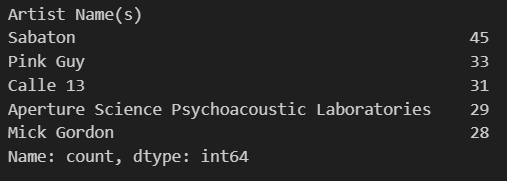 Artist Name(s)
Sabaton 45
Pink Guy 33
Calle 13 31
Aperture Science Psychoacoustic Laboratories 29
Mick Gordon 28
Name: count, dtype: int64